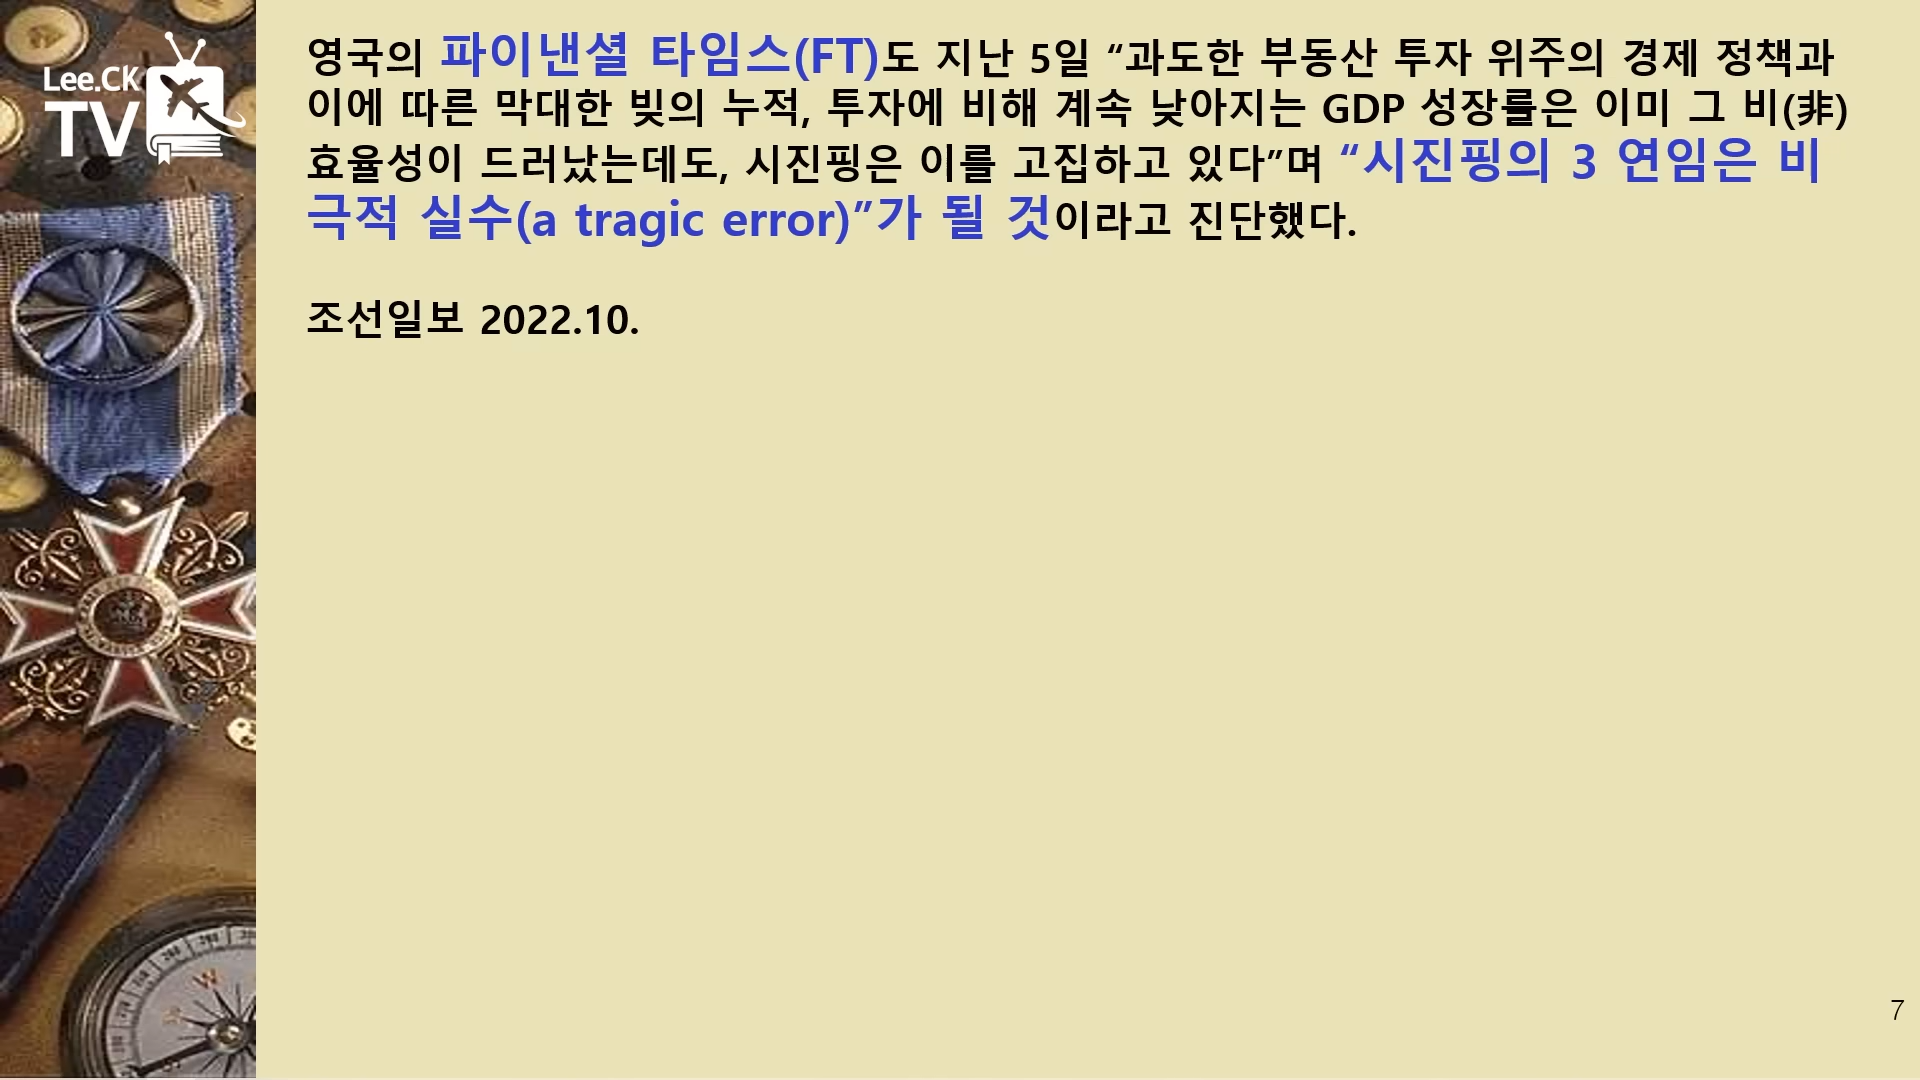 Lee.CK
TV
영국의 파이낸셜 타임스(FT)도 지난 5일 “과도한 부동산 투자 위주의 경제 정책과
이에 따른 막대한 빚의 누적, 투자에 비해 계속 낮아지는 GDP 성장률은 이미 그 비(非)
효율성이 드러났는데도, 시진핑은 이를 고집하고 있다”며 “시진핑의 3 연임은 비
극적 실수(a tragic error)”가 될 것이라고 진단했다.
조선일보 2022.10.
W
7